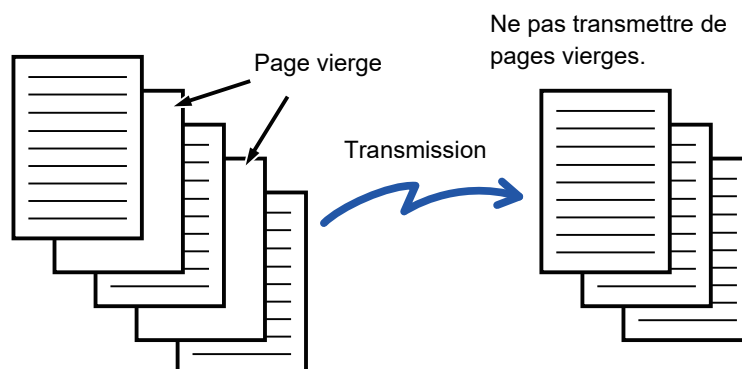 Ne pas transmettre de
pages vierges.
Page vierge
Transmission